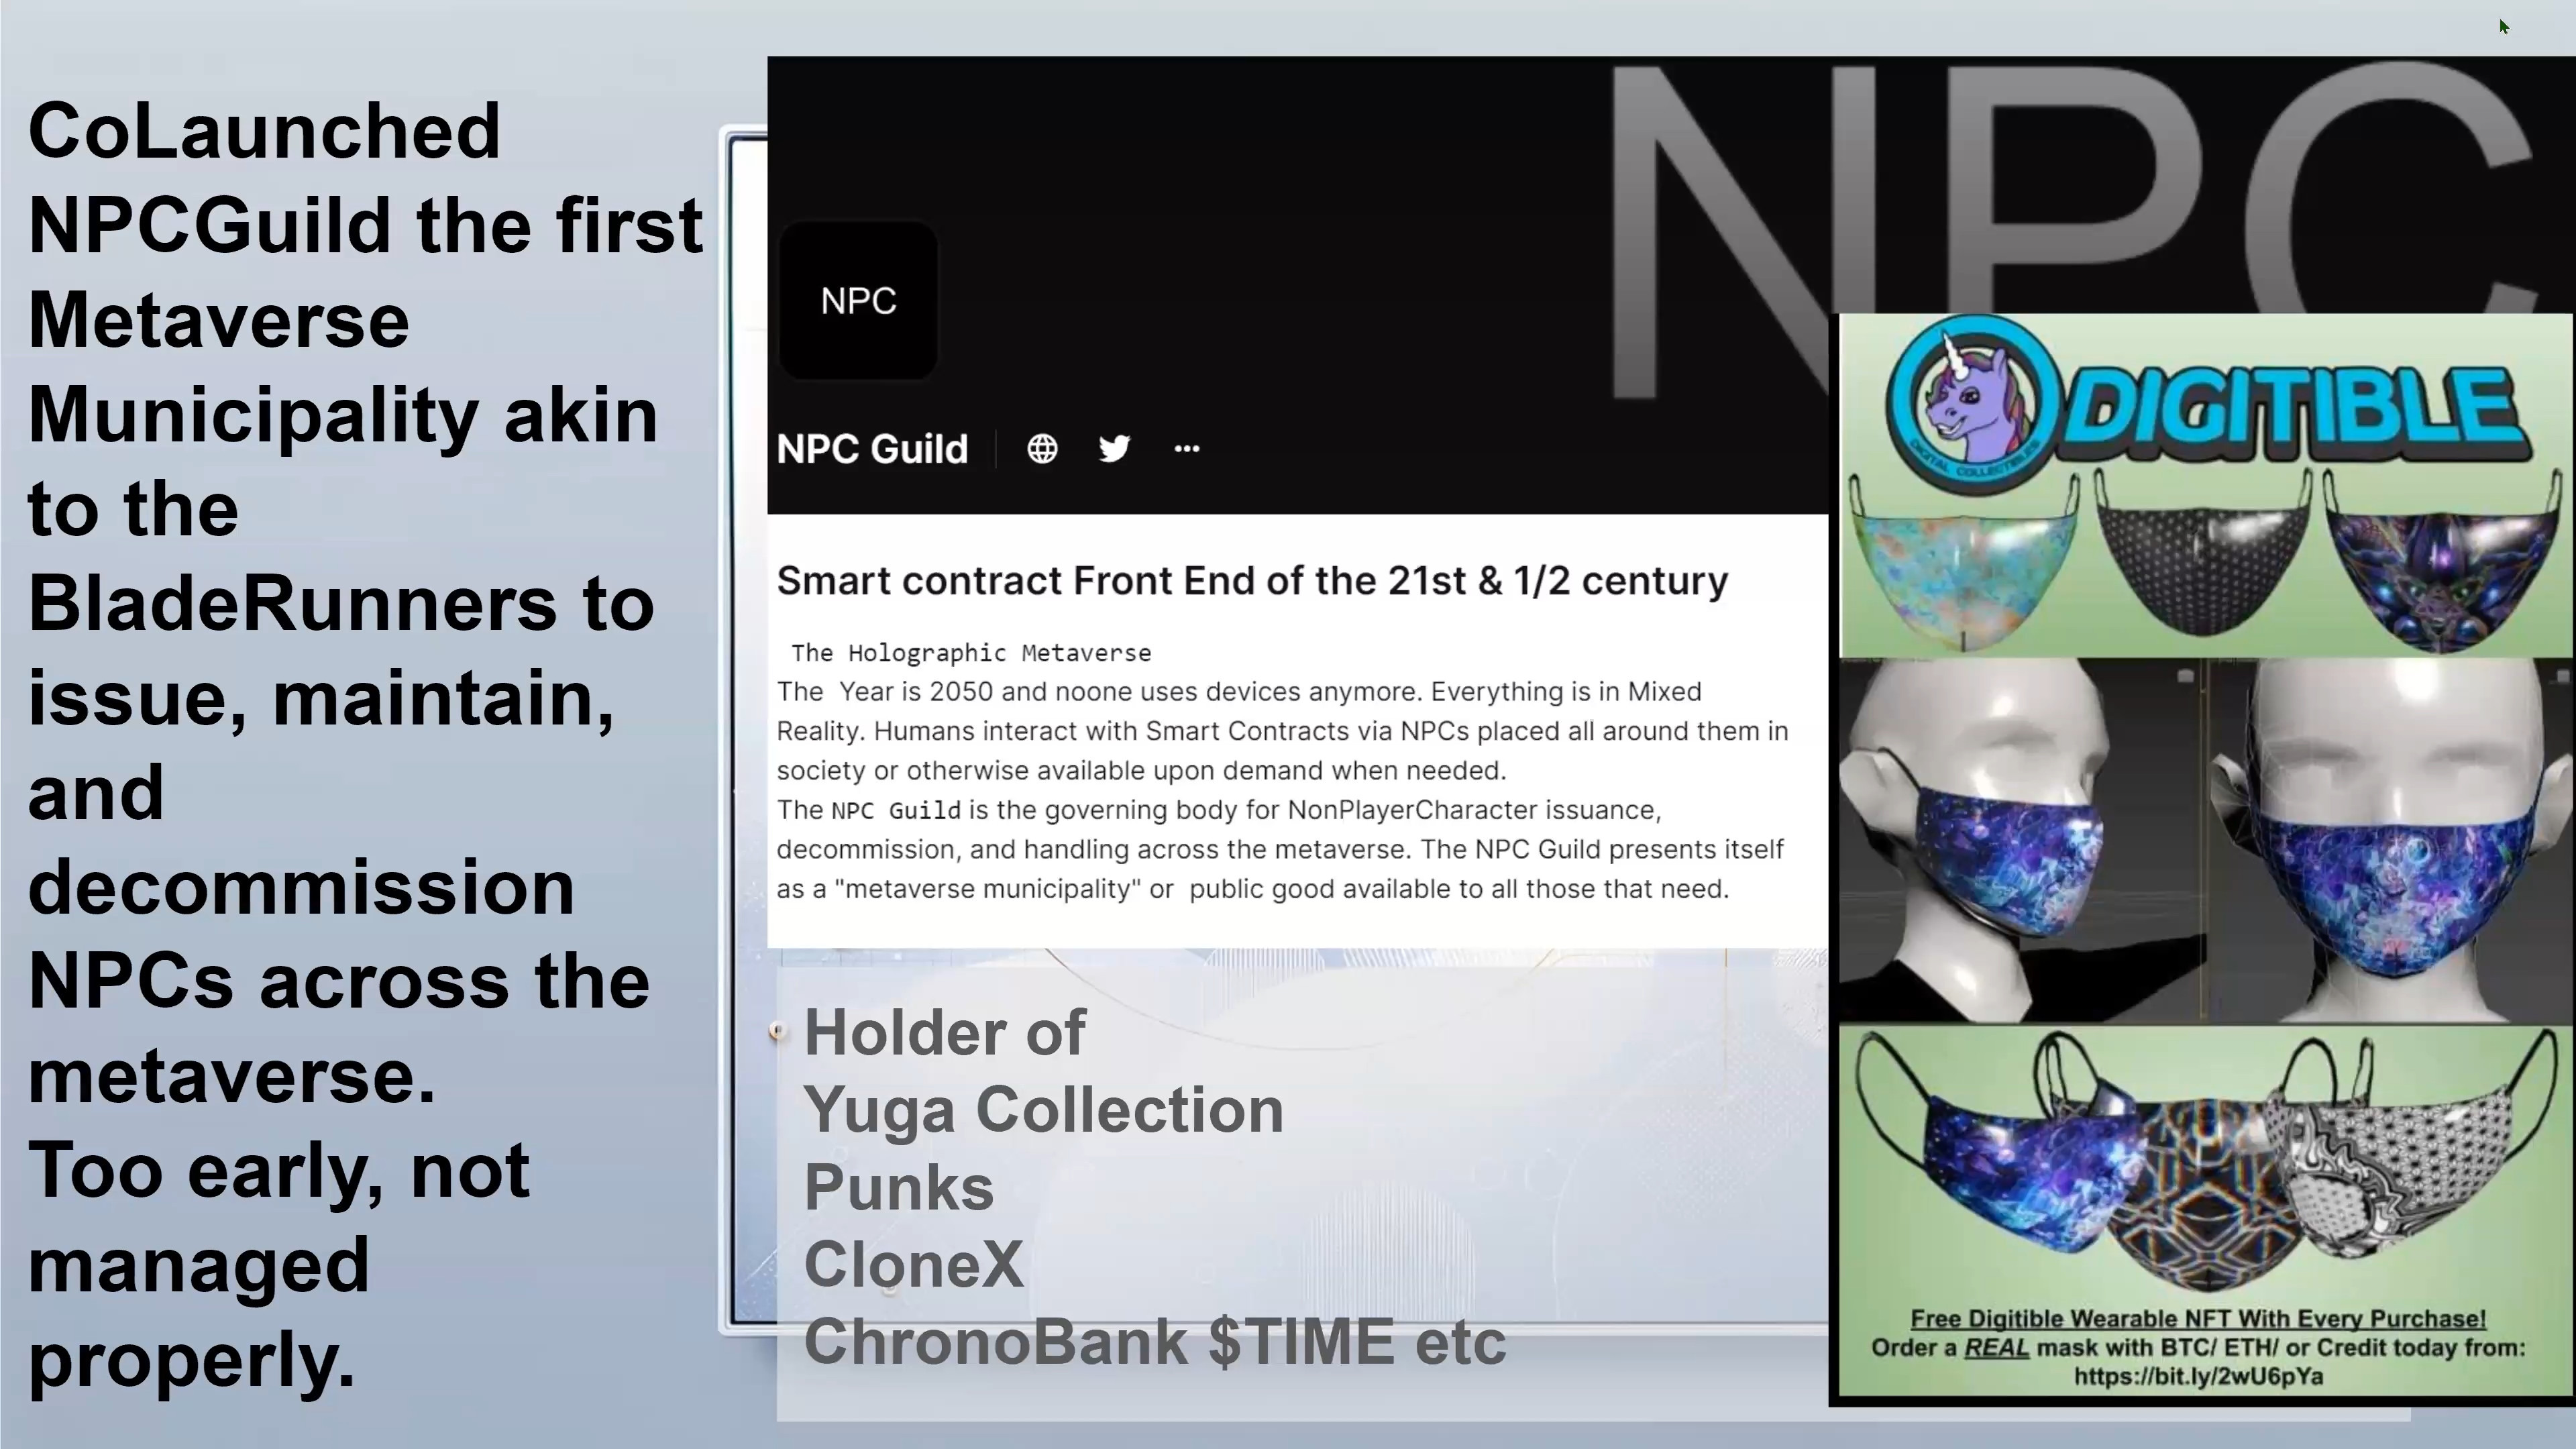 CoLaunched
NPCGuild the first
Metaverse
Municipality akin
to the
BladeRunners to
issue, maintain,
and
decommission
NPCs across the
metaverse.
Too early, not
managed
properly.
NPC
NPC
NPC Guild
Smart contract Front End of the 21st & 1/2 century
The Holographic Metaverse
The  Year is 2050 and noone uses devices anymore. Everything is in Mixed
Reality. Humans interact with Smart Contracts via NPCs placed all around them in
society or otherwise available upon demand when needed.
The NPC Guild is the governing body for NonPlayerCharacter issuance,
decommission, and handling across the metaverse. The NPC Guild presents itself
as a "metaverse municipality" or  public good available to all those that need.
Holder of
Yuga Collection
Punks
CloneX
ChronoBank $TIME etc
DIGITIBLE
DIGITAL COLLECTIBLES
Free Digitible Wearable NFT With Every Purchase!
Order a REAL mask with BTC/ ETH/ or Credit today from:
https://bit.ly/2wU6pYa